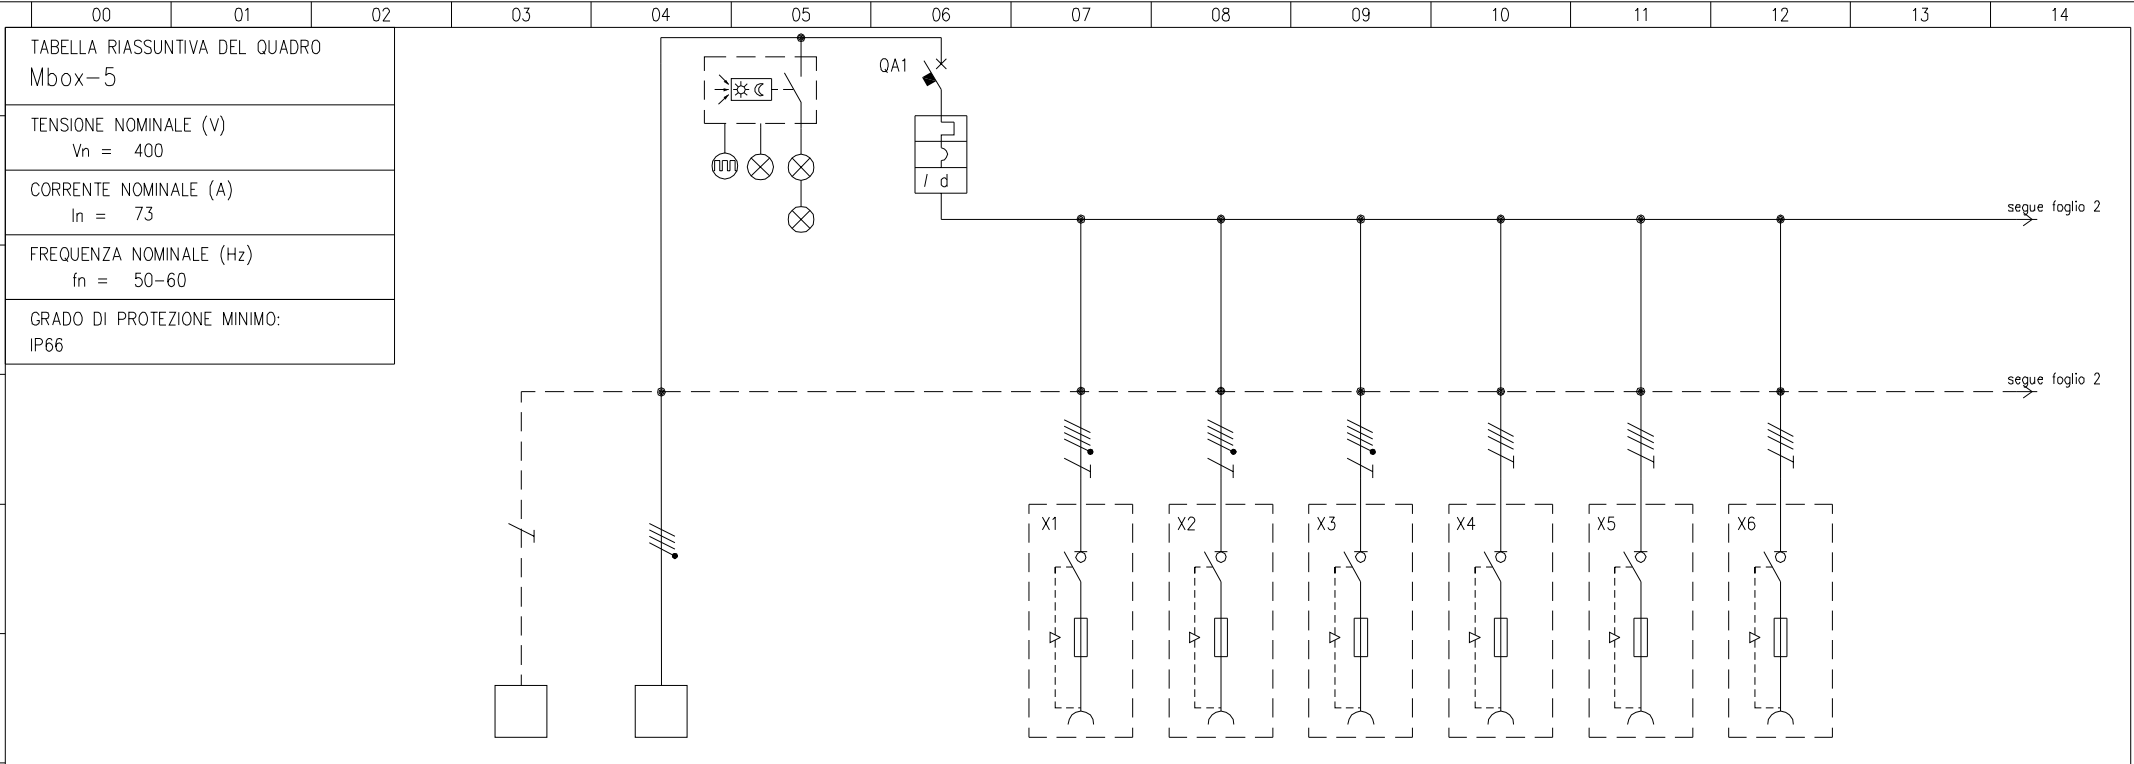 00 01 02 03 04 05 06 07 08 09 10 11 12 13 14
TABELLA RIASSUNTIVA DEL QUADRO
Mbox-5
TENSIONE NOMINALE (V)
Vn = 400
CORRENTE NOMINALE (A)
In = 73
FREQUENZA NOMINALE (Hz)
fn = 50-60
GRADO DI PROTEZIONE MINIMO:
IP66
QA1
I d
segue foglio 2
segue foglio 2
X1 X2 X3 X4 X5 X6